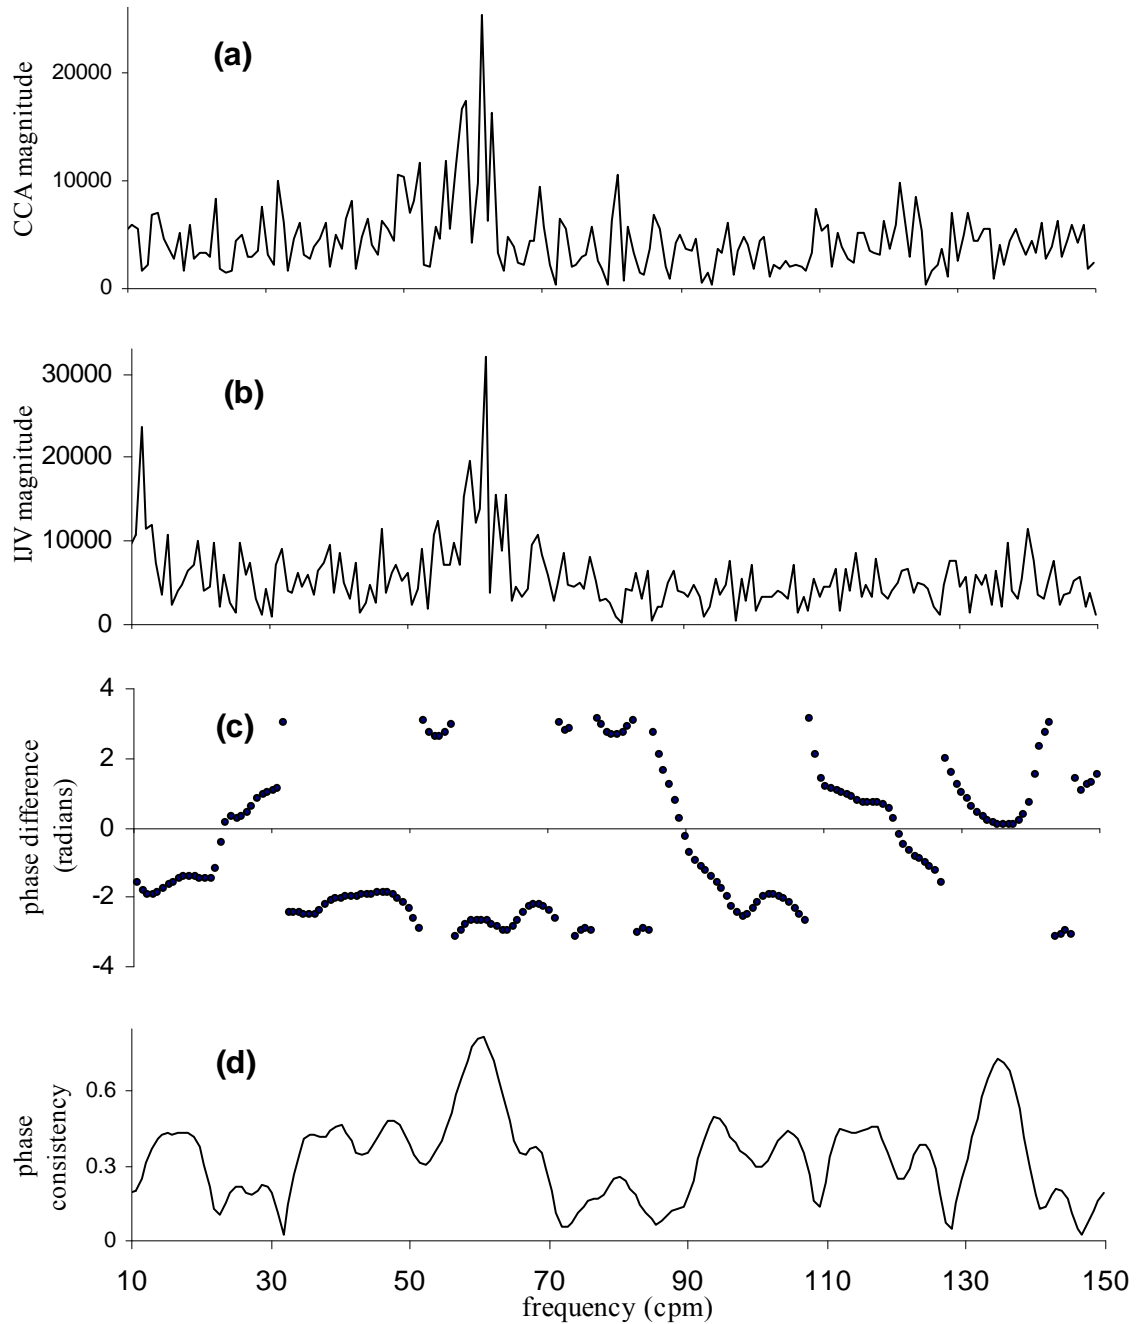 (a)
CCA magnitude
20000
10000
0
(b)
IJV magnitude
30000
20000
10000
0
(c)
phase difference
(radians)
4
2
0
-2
-4
(d)
phase
consistency
0.6
0.3
0
10 30 50 70 90 110 130 150
frequency (cpm)